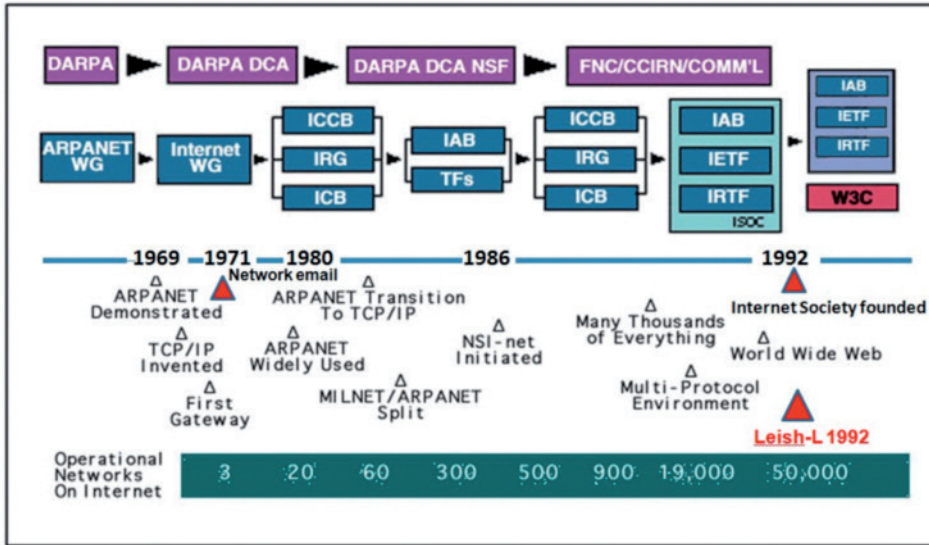 DARPA
DARPA DCA
DARPA DCA NSF
FNC/CCIRN/COMM'L
ARPANET
WG
Internet
WG
ICCB
IRG
ICB
IAB
TFs
ICCB
IRG
ICB
IAB
IETF
IRTF
ISOC
IAB
IETF
IRTF
W3C
1969 1971 1980 1986 1992
Network email
ARPANET
Demonstrated
ARPANET Transition
To TCP/IP
Internet Society founded
TCP/IP
Invented
ARPANET
Widely Used
NSI-net
Initiated
Many Thousands
of Everything
World Wide Web
First
Gateway
MILNET/ARPANET
Split
Multi-Protocol
Environment
Leish-L 1992
Operational
Networks
On Internet
3 20 60 300 500 900 19,000 50,000